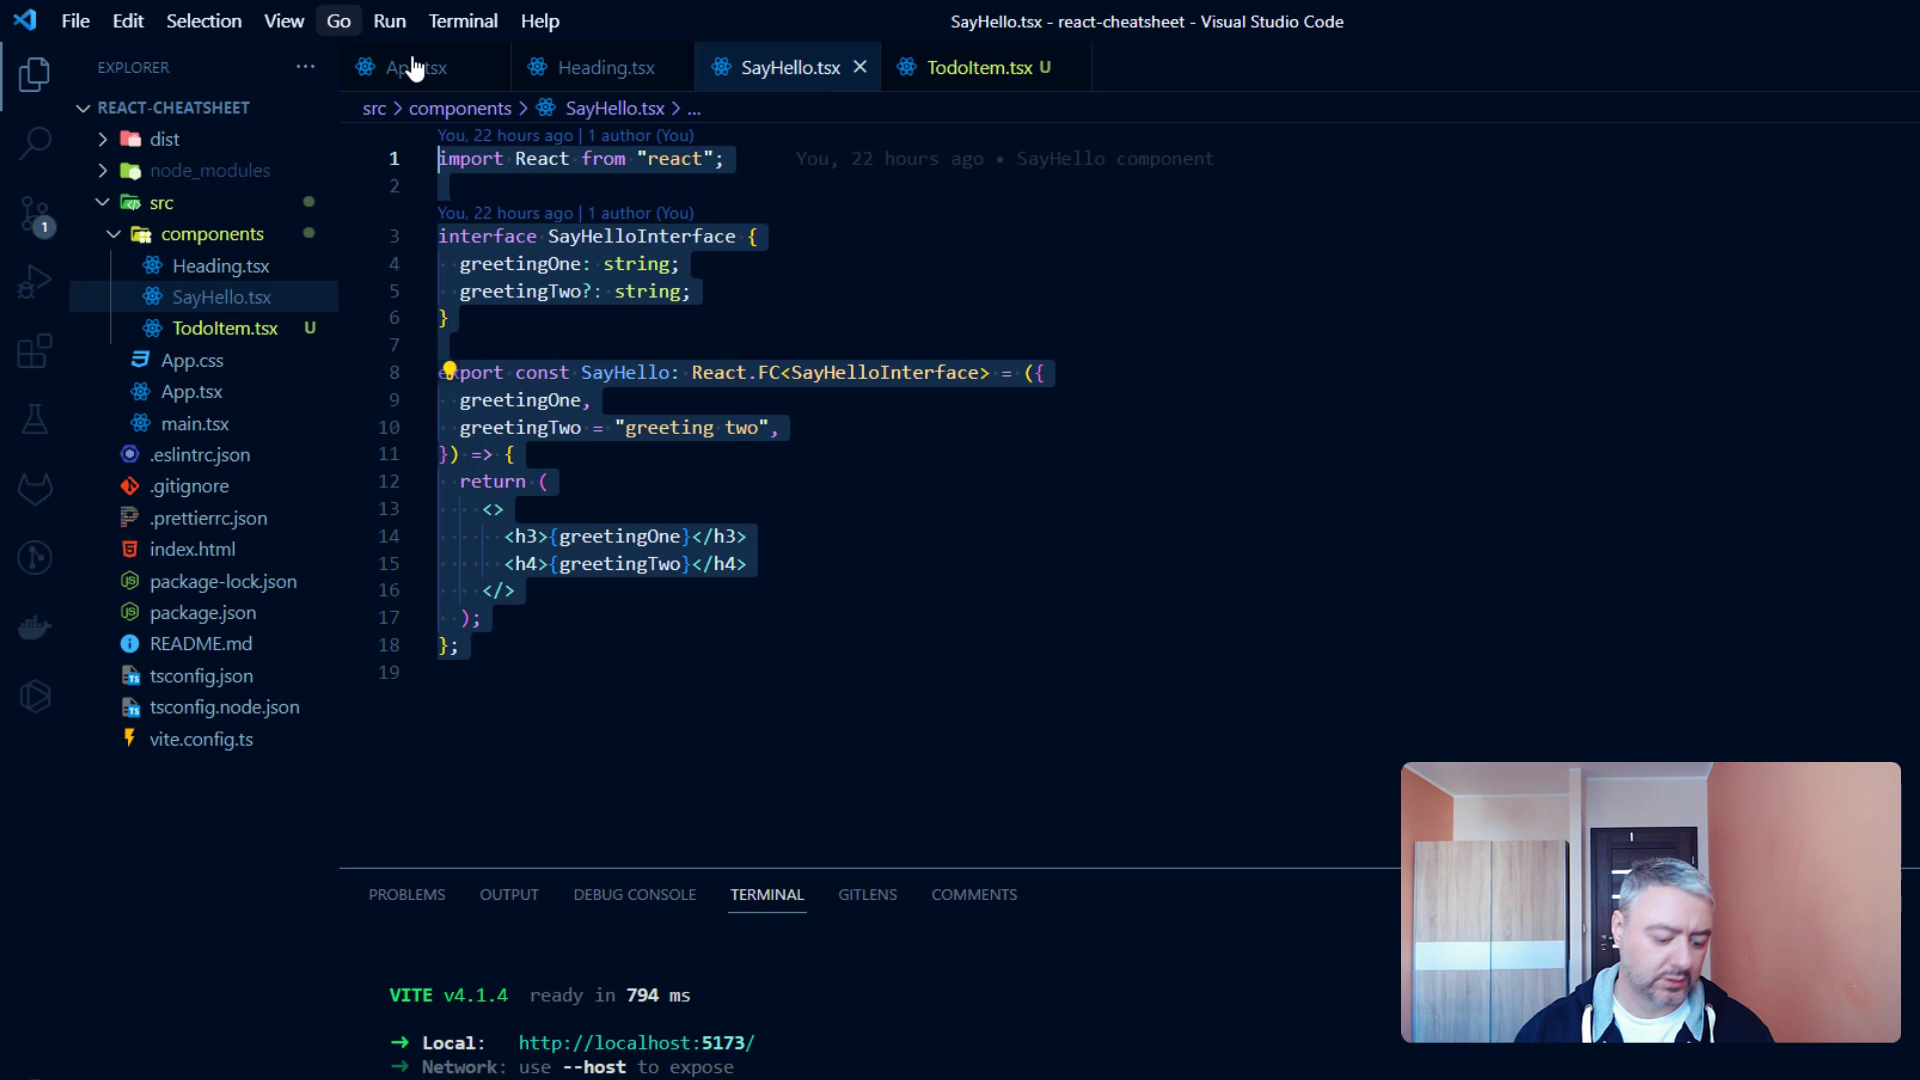 File Edit Selection View Go Run Terminal Help
SayHello.tsx - react-cheatsheet - Visual Studio Code
EXPLORER ...
REACT-CHEATSHEET
dist
node_modules
src
components
Heading.tsx
SayHello.tsx
TodoItem.tsx U
App.css
App.tsx
main.tsx
.eslintrc.json
.gitignore
.prettierrc.json
index.html
package-lock.json
package.json
README.md
tsconfig.json
tsconfig.node.json
vite.config.ts
1
App.tsx Heading.tsx SayHello.tsx TodoItem.tsx U
src > components > SayHello.tsx > ...
You, 22 hours ago | 1 author (You)
1 import React from "react"; You, 22 hours ago • SayHello component
2
You, 22 hours ago | 1 author (You)
3 interface SayHelloInterface {
4 greetingOne: string;
5 greetingTwo?: string;
6 }
7
8 export const SayHello: React.FC<SayHelloInterface> = ({
9 greetingOne,
10 greetingTwo = "greeting two",
11 }) => {
12 return (
13 <>
14 <h3>{greetingOne}</h3>
15 <h4>{greetingTwo}</h4>
16 </>
17 );
18 };
19
PROBLEMS OUTPUT DEBUG CONSOLE TERMINAL GITLENS COMMENTS
VITE v4.1.4 ready in 794 ms
➜ Local: http://localhost:5173/
➜ Network: use --host to expose